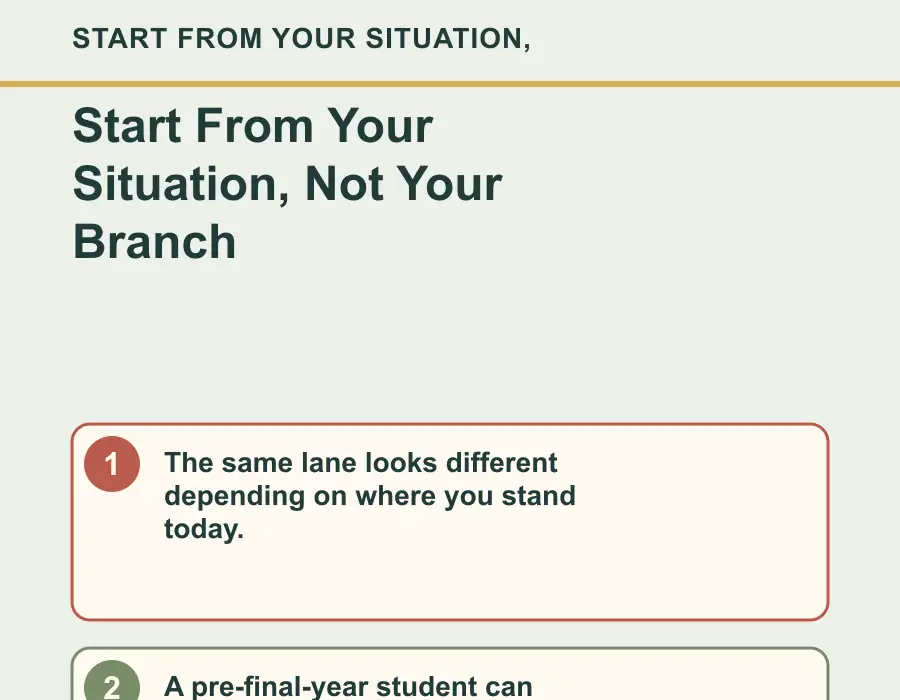 START FROM YOUR SITUATION,
Start From Your
Situation, Not Your
Branch
1
The same lane looks different
depending on where you stand
today.
2
A pre-final-year student can